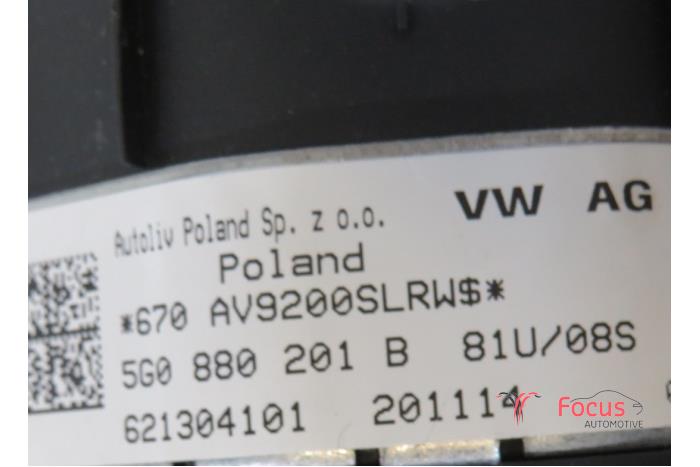 VW AG
Autoliv Poland Sp. z o.o.
Poland
*670 AV9200SLRW$*
5G0 880 201 B 81U/08S
621304101 201114
Focus
AUTOMOTIVE